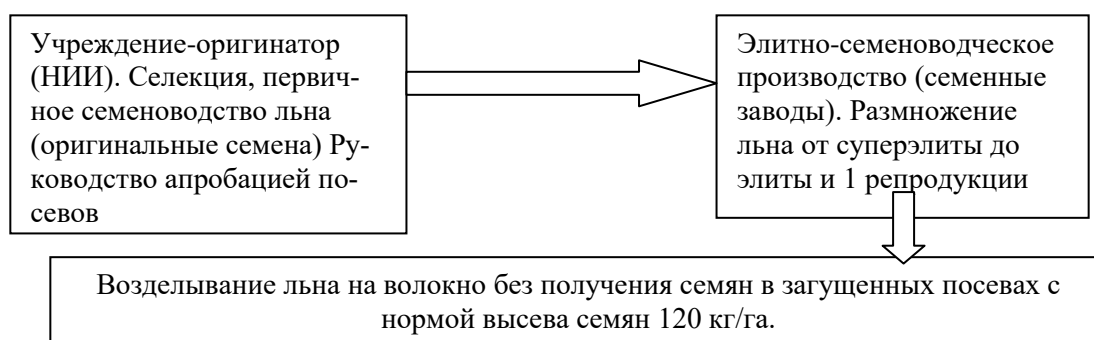 Учреждение-оригинатор
(НИИ). Селекция, первич-
ное семеноводство льна
(оригинальные семена) Ру-
ководство апробацией по-
севов
Элитно-семеноводческое
производство (семенные
заводы). Размножение
льна от суперэлиты до
элиты и 1 репродукции
Возделывание льна на волокно без получения семян в загущенных посевах с
нормой высева семян 120 кг/га.